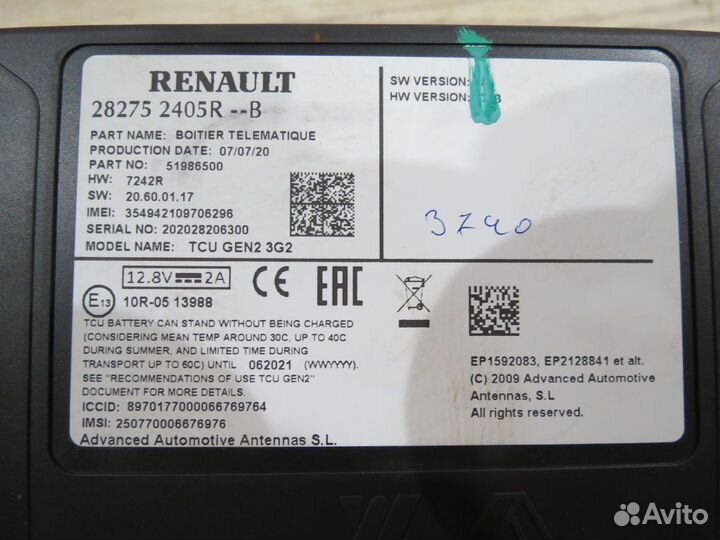 RENAULT
28275 2405R --B
PART NAME: BOITIER TELEMATIQUE
PRODUCTION DATE: 07/07/20
PART NO: 51986500
HW: 7242R
SW: 20.60.01.17
IMEI: 354942109706296
SERIAL NO: 202028206300
MODEL NAME: TCU GEN2 3G2
SW VERSION:
HW VERSION:
3240
12.8V 2A
CE EAC
E13 10R-05 13988
TCU BATTERY CAN STAND WITHOUT BEING CHARGED
(CONSIDERING MEAN TEMP AROUND 30C, UP TO 40C
DURING SUMMER, AND LIMITED TIME DURING
TRANSPORT UP TO 60C) UNTIL 062021 (WWYYYY).
SEE "RECOMMENDATIONS OF USE TCU GEN2"
DOCUMENT FOR MORE DETAILS.
ICCID: 8970177000066769764
IMSI: 250770006676976
Advanced Automotive Antennas S.L.
EP1592083, EP2128841 et alt.
(C) 2009 Advanced Automotive
Antennas, S.L
All rights reserved.
Avito